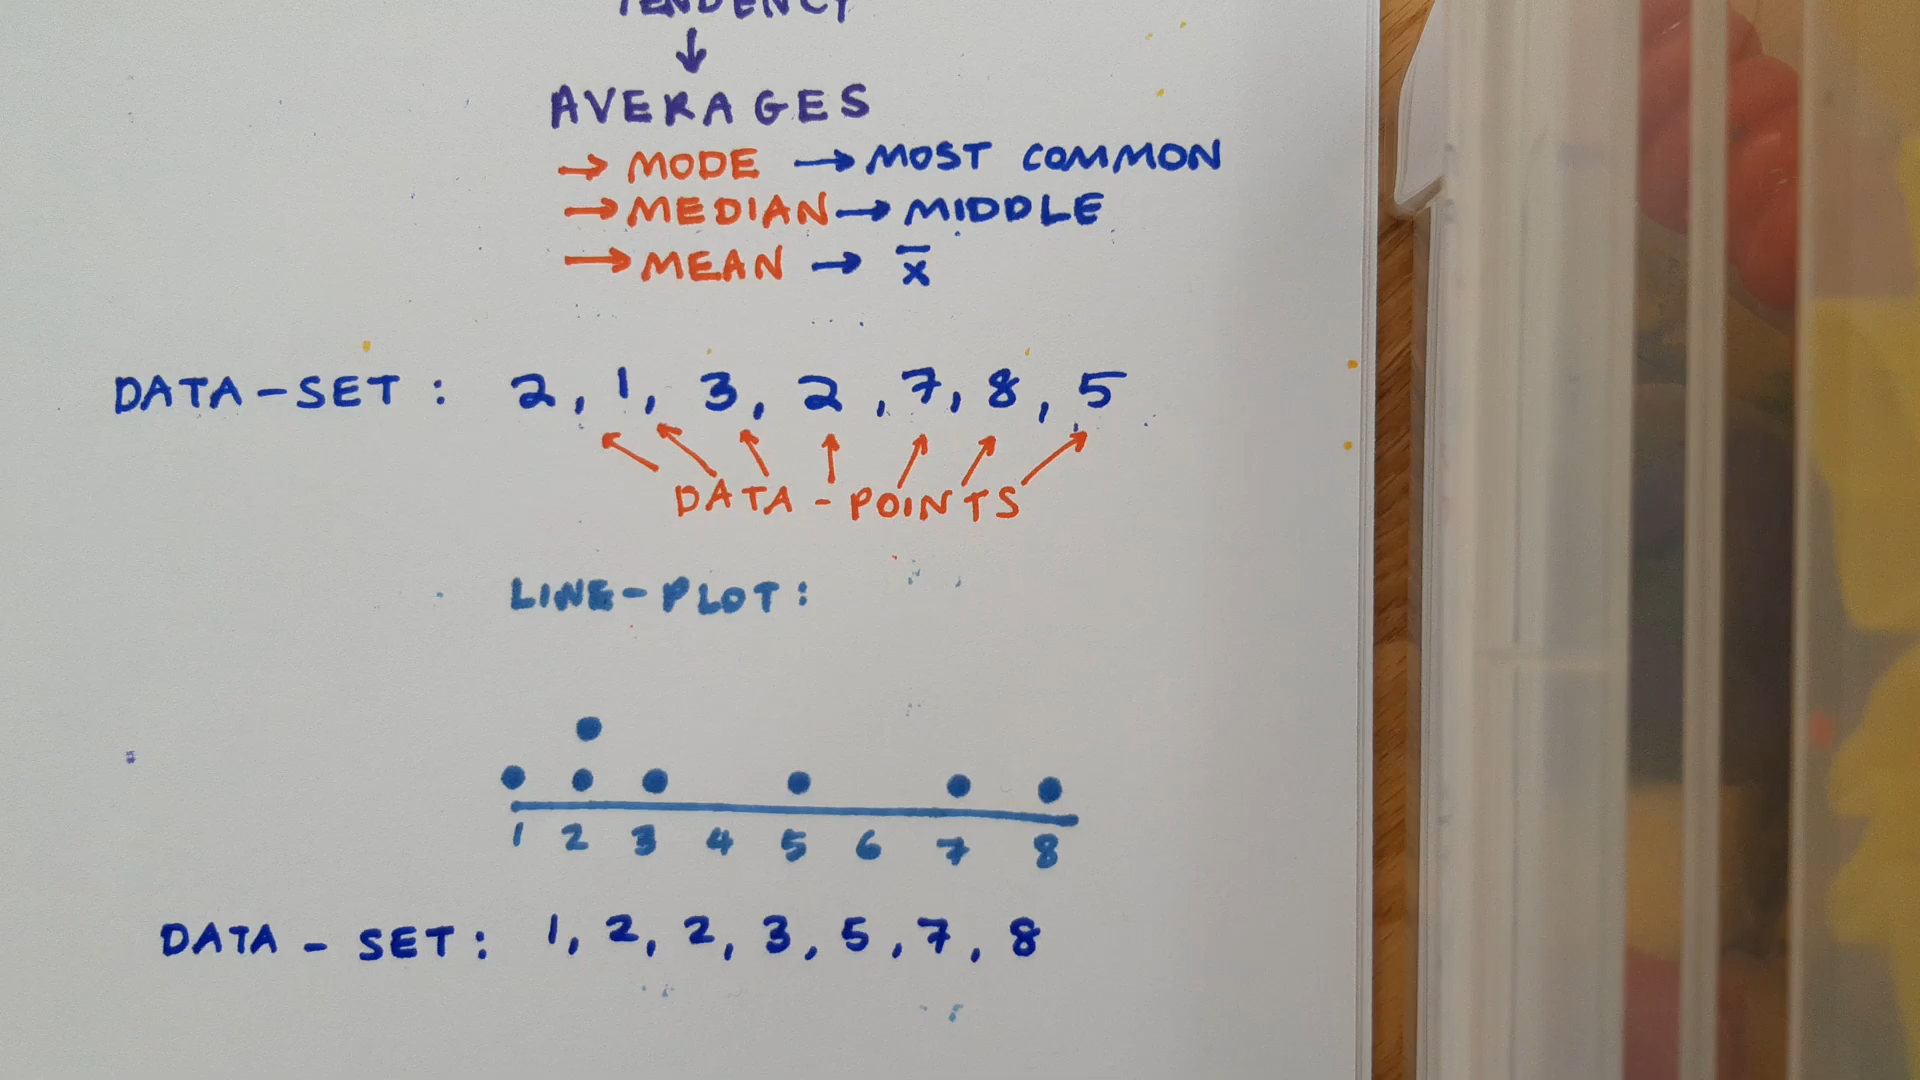 TENDENCY
↓
AVERAGES
→ MODE → MOST COMMON
→ MEDIAN → MIDDLE
→ MEAN → x̅
DATA-SET: 2, 1, 3, 2, 7, 8, 5
DATA-POINTS
LINE-PLOT:
1 2 3 4 5 6 7 8
DATA - SET: 1, 2, 2, 3, 5, 7, 8